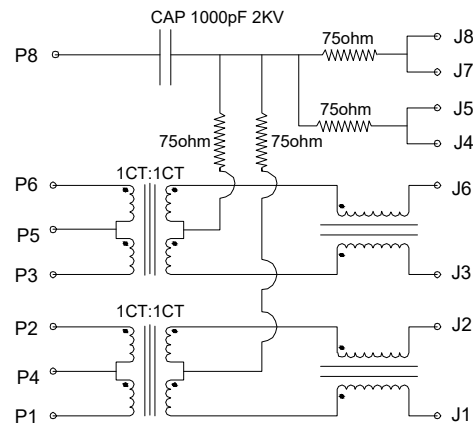 CAP 1000pF 2KV
P8
75ohm
J8
J7
75ohm
J5
J4
75ohm
75ohm
1CT:1CT
P6
J6
P5
P3
J3
1CT:1CT
P2
J2
P4
P1
J1